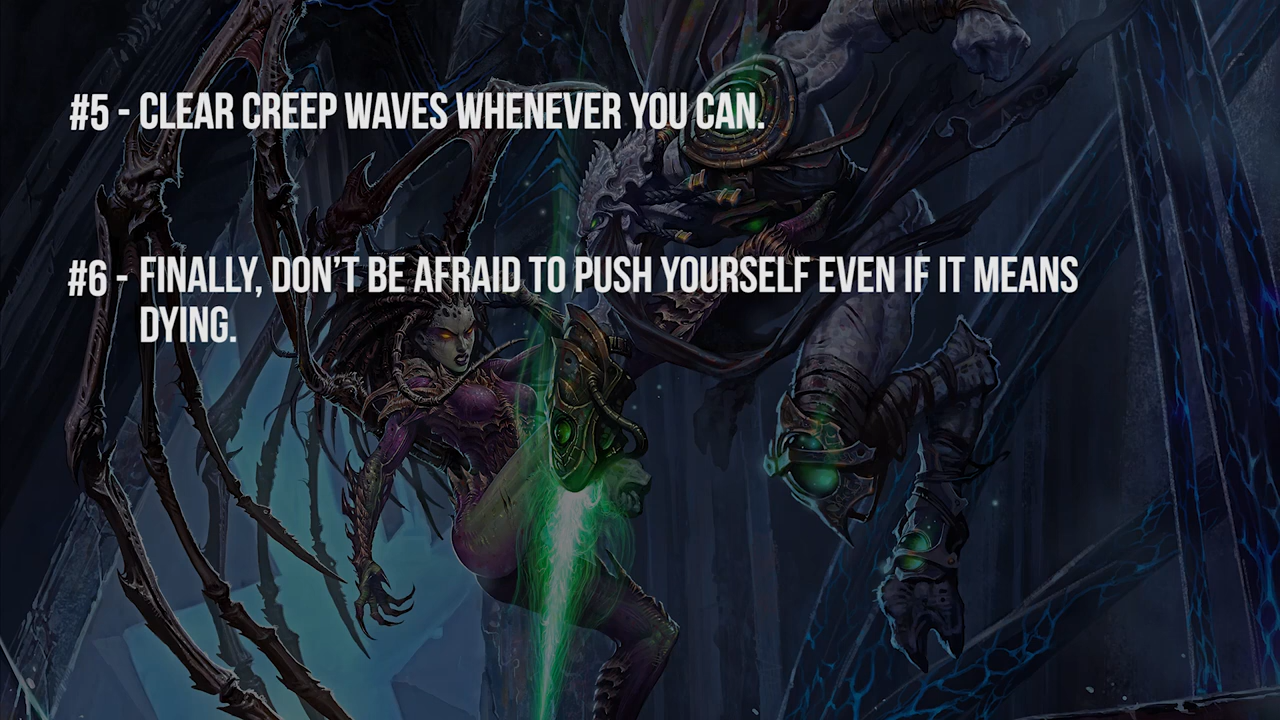 #5 - CLEAR CREEP WAVES WHENEVER YOU CAN.
#6 - FINALLY, DON'T BE AFRAID TO PUSH YOURSELF EVEN IF IT MEANS
DYING.